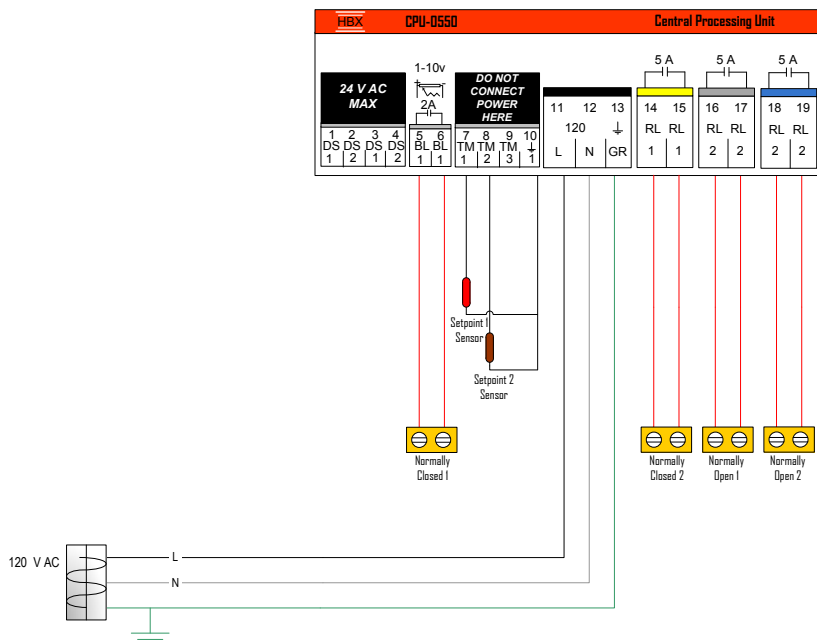 HBX CPU-0550 Central Processing Unit
24 V AC
MAX
1-10v
2A
DO NOT
CONNECT
POWER
HERE
5 A
5 A
5 A
1 2 3 4
DS DS DS DS
1 2 1 2
5 6
BL BL
1 1
7 8 9 10
TM TM TM
1 2 3 1
11 12 13
120
L N GR
14 15
RL RL
1 1
16 17
RL RL
2 2
18 19
RL RL
2 2
Setpoint 1
Sensor
Setpoint 2
Sensor
Normally
Closed 1
Normally
Closed 2
Normally
Open 1
Normally
Open 2
120 V AC
L
N